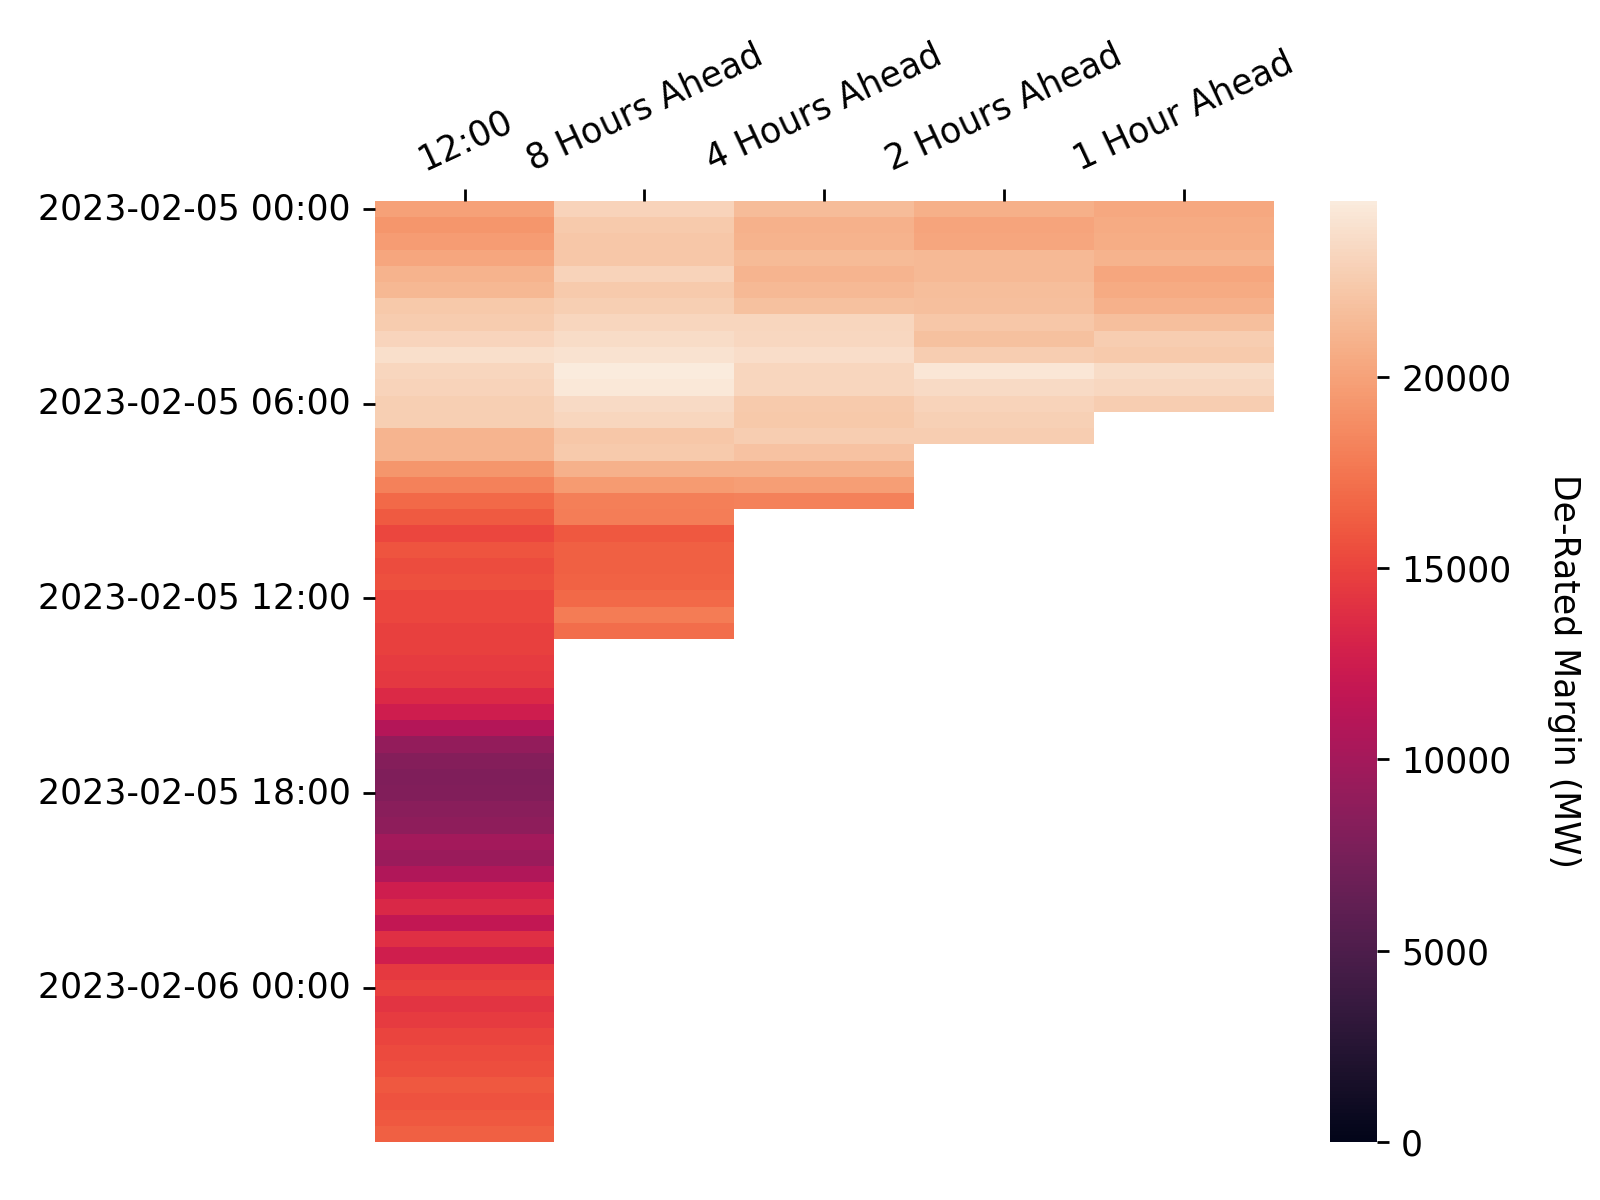 12:00
8 Hours Ahead
4 Hours Ahead
2 Hours Ahead
1 Hour Ahead
2023-02-05 00:00
2023-02-05 06:00
2023-02-05 12:00
2023-02-05 18:00
2023-02-06 00:00
20000
15000
10000
5000
0
De-Rated Margin (MW)